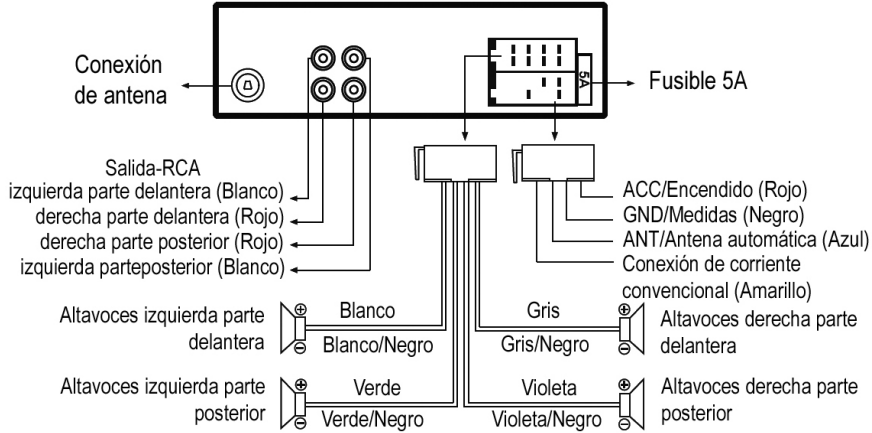 Conexión
de antena
5A
Fusible 5A
Salida-RCA
izquierda parte delantera (Blanco)
derecha parte delantera (Rojo)
derecha parte posterior (Rojo)
izquierda parteposterior (Blanco)
ACC/Encendido (Rojo)
GND/Medidas (Negro)
ANT/Antena automática (Azul)
Conexión de corriente
convencional (Amarillo)
Altavoces izquierda parte
delantera
Blanco
Blanco/Negro
Gris
Gris/Negro
Altavoces derecha parte
delantera
Altavoces izquierda parte
posterior
Verde
Verde/Negro
Violeta
Violeta/Negro
Altavoces derecha parte
posterior